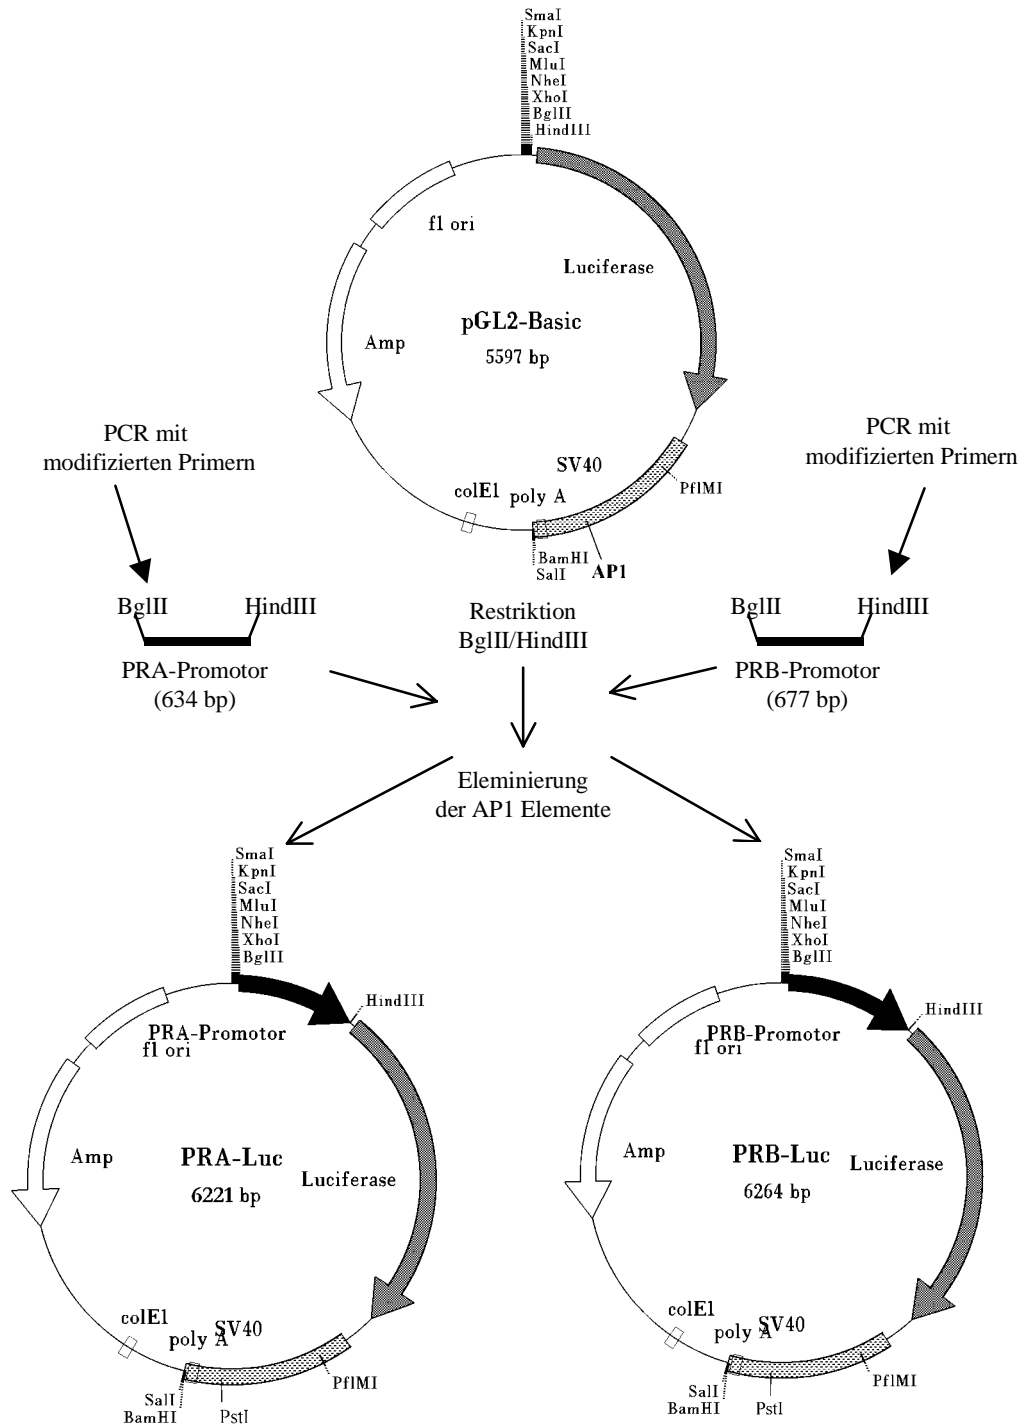 SmaI
KpnI
SacI
MluI
NheI
XhoI
BglII
HindIII
f1 ori
Luciferase
pGL2-Basic
5597 bp
Amp
SV40
colE1
poly A
PflMI
BamHI
SalI
AP1
PCR mit
modifizierten Primern
PCR mit
modifizierten Primern
BglII
HindIII
PRA-Promotor
(634 bp)
Restriktion
BglII/HindIII
BglII
HindIII
PRB-Promotor
(677 bp)
Eleminierung
der AP1 Elemente
SmaI
KpnI
SacI
MluI
NheI
XhoI
BglII
HindIII
PRA-Promotor
f1 ori
Amp
PRA-Luc
6221 bp
Luciferase
colE1
SV40
poly A
PflMI
SalI
BamHI
PstI
SmaI
KpnI
SacI
MluI
NheI
XhoI
BglII
HindIII
PRB-Promotor
f1 ori
Amp
PRB-Luc
6264 bp
Luciferase
colE1
SV40
poly A
PflMI
SalI
BamHI
PstI